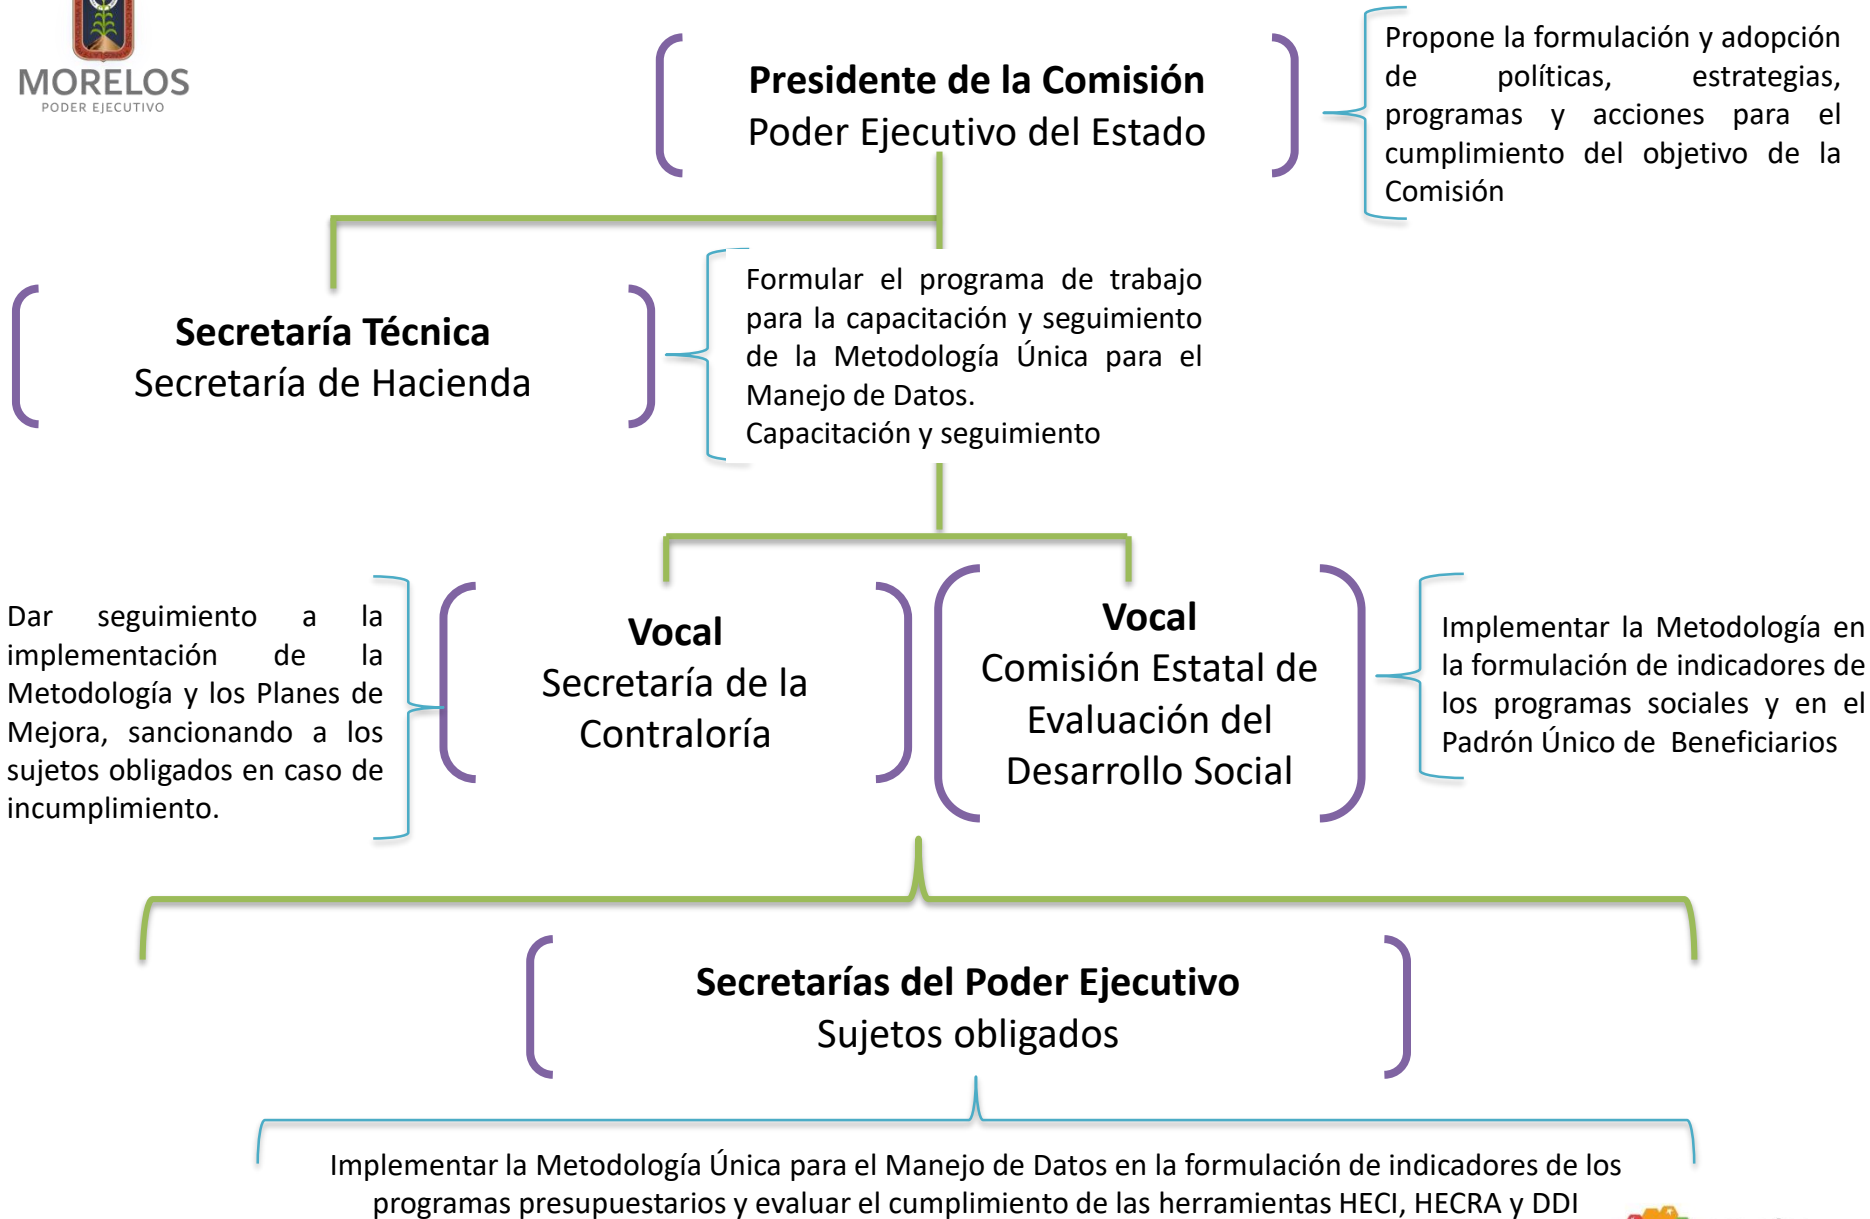 MORELOS
PODER EJECUTIVO
Presidente de la Comisión
Poder Ejecutivo del Estado
Propone la formulación y adopción
de políticas, estrategias,
programas y acciones para el
cumplimiento del objetivo de la
Comisión
Secretaría Técnica
Secretaría de Hacienda
Formular el programa de trabajo
para la capacitación y seguimiento
de la Metodología Única para el
Manejo de Datos.
Capacitación y seguimiento
Dar seguimiento a la
implementación de la
Metodología y los Planes de
Mejora, sancionando a los
sujetos obligados en caso de
incumplimiento.
Vocal
Secretaría de la
Contraloría
Vocal
Comisión Estatal de
Evaluación del
Desarrollo Social
Implementar la Metodología en
la formulación de indicadores de
los programas sociales y en el
Padrón Único de Beneficiarios
Secretarías del Poder Ejecutivo
Sujetos obligados
Implementar la Metodología Única para el Manejo de Datos en la formulación de indicadores de los
programas presupuestarios y evaluar el cumplimiento de las herramientas HECI, HECRA y DDI